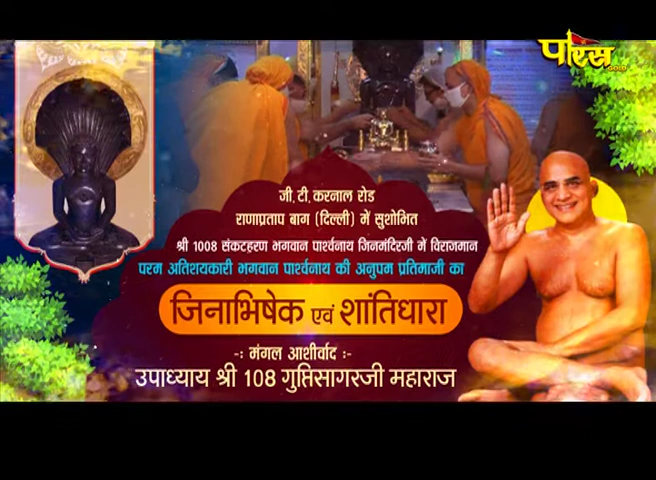 पारस
GOLD
जी. टी. करनाल रोड
राणाप्रताप बाग (दिल्ली) में सुशोभित
श्री 1008 संकटहरण भगवान पार्श्वनाथ जिनमंदिरजी में विराजमान
परम अतिशयकारी भगवान पार्श्वनाथ की अनुपम प्रतिमाजी का
जिनाभिषेक एवं शांतिधारा
-: मंगल आशीर्वाद :-
उपाध्याय श्री 108 गुप्तिसागरजी महाराज